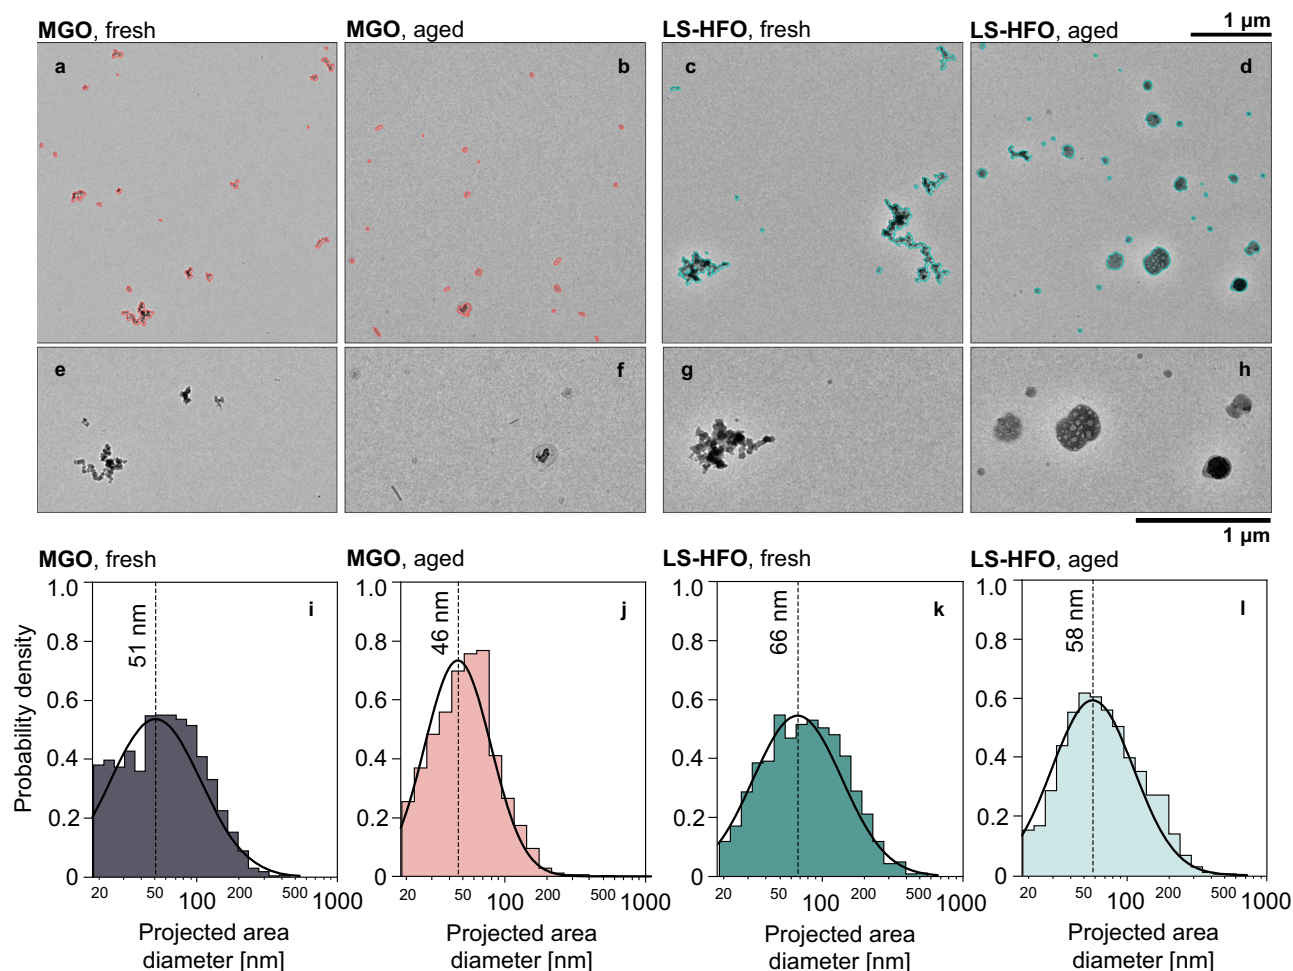 MGO, fresh
MGO, aged
LS-HFO, fresh
LS-HFO, aged
1 µm
a
b
c
d
e
f
g
h
1 µm
MGO, fresh
MGO, aged
LS-HFO, fresh
LS-HFO, aged
Probability density
1.0
0.8
0.6
0.4
0.2
0
51 nm
i
20
50
100
200
500
1000
Projected area
diameter [nm]
1.0
0.8
0.6
0.4
0.2
0
46 nm
j
20
50
100
200
500
1000
Projected area
diameter [nm]
1.0
0.8
0.6
0.4
0.2
0
66 nm
k
20
50
100
200
500
1000
Projected area
diameter [nm]
1.0
0.8
0.6
0.4
0.2
0
58 nm
l
20
50
100
200
500
1000
Projected area
diameter [nm]